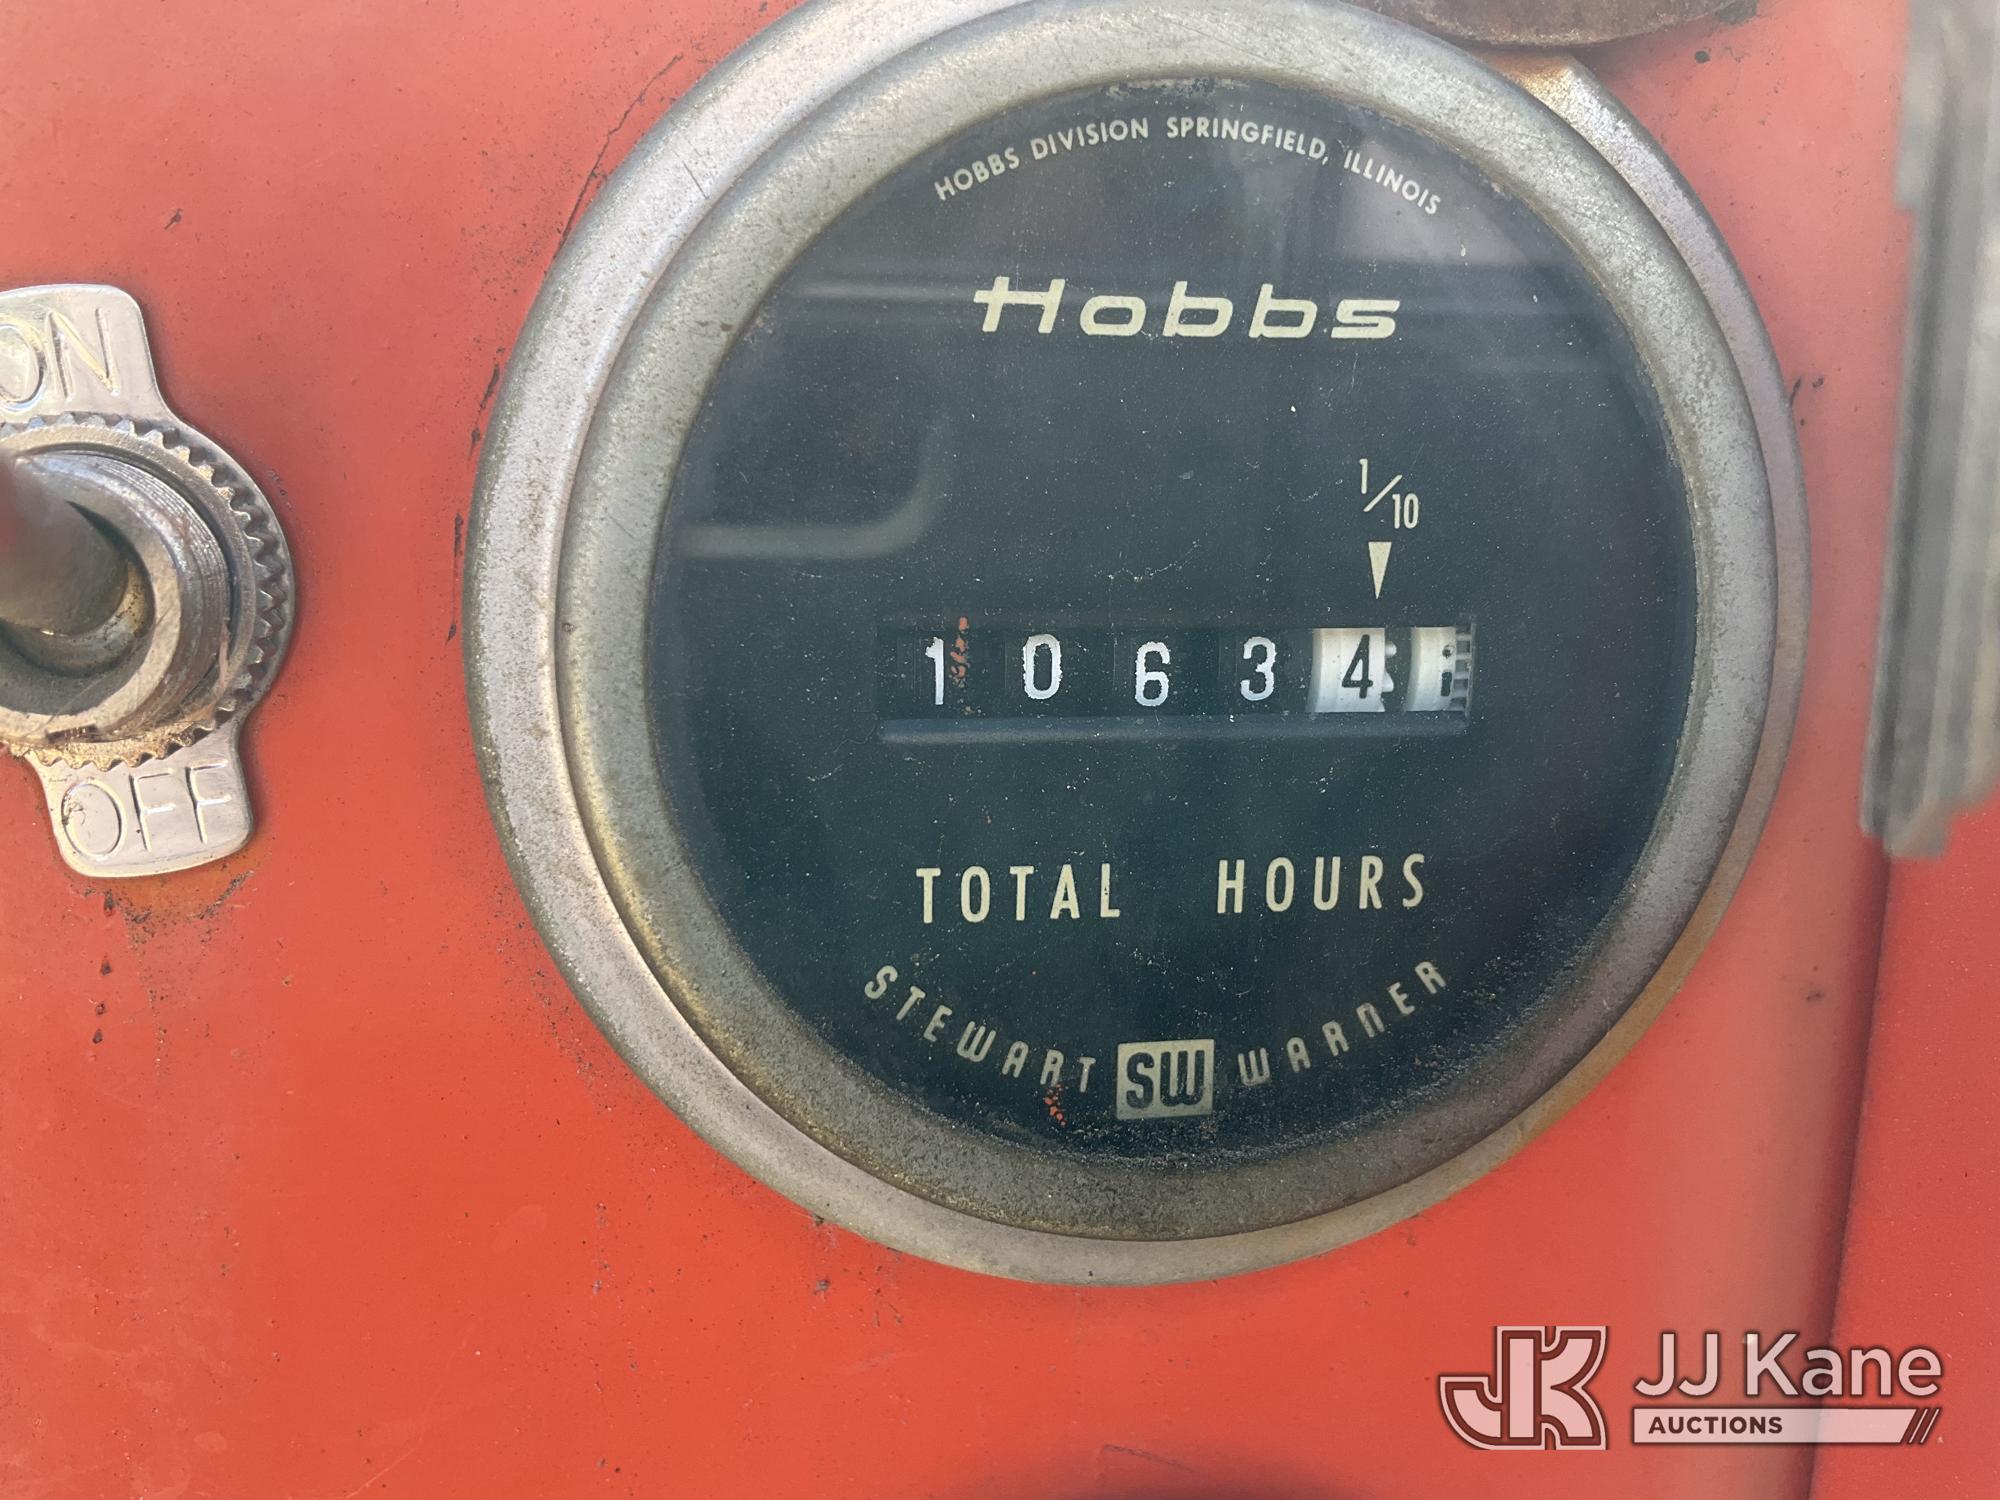 HOBBS DIVISION SPRINGFIELD, ILLINOIS
Hobbs
1/10
1 0 6 3 4
TOTAL HOURS
STEWART SW WARNER
ON
OFF
JK JJ Kane
AUCTIONS